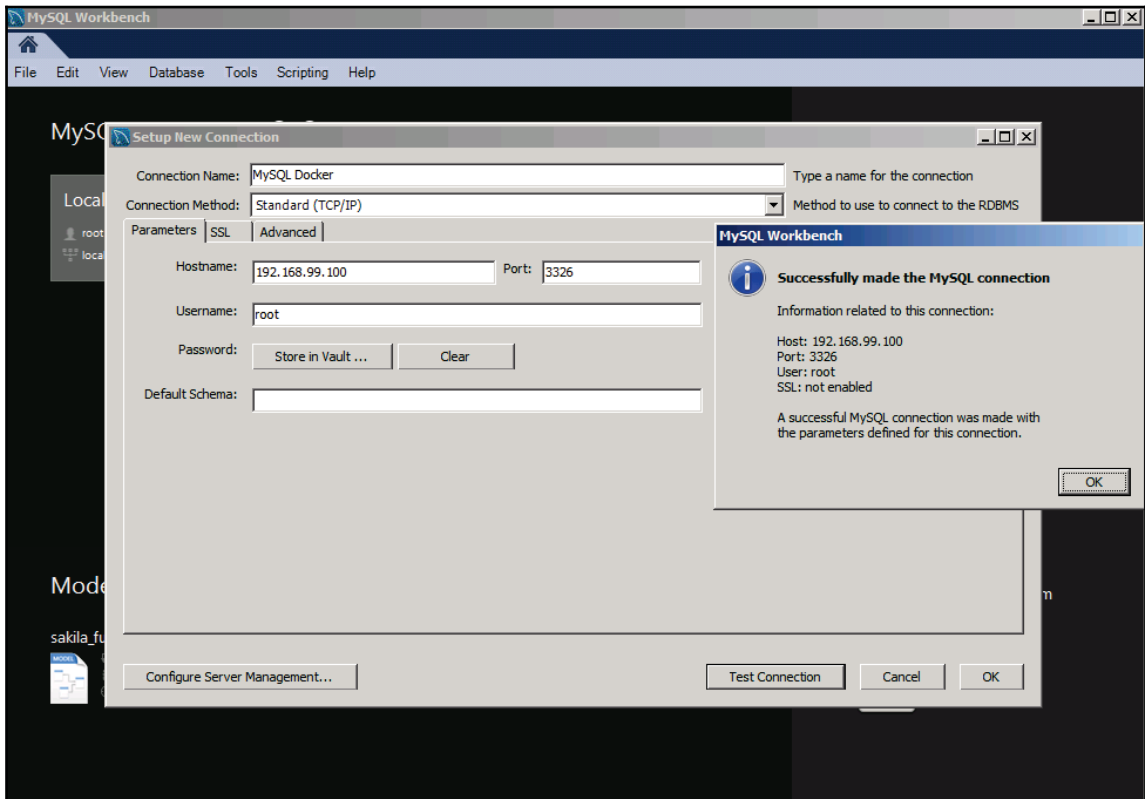 MySQL Workbench
File Edit View Database Tools Scripting Help
MySQ
Setup New Connection
Connection Name: MySQL Docker Type a name for the connection
Connection Method: Standard (TCP/IP) Method to use to connect to the RDBMS
Local
root
local
Parameters SSL Advanced
Hostname: 192.168.99.100 Port: 3326
Username: root
Password: Store in Vault ... Clear
Default Schema:
MySQL Workbench
Successfully made the MySQL connection
Information related to this connection:
Host: 192.168.99.100
Port: 3326
User: root
SSL: not enabled
A successful MySQL connection was made with
the parameters defined for this connection.
OK
Mode
m
sakila_fu
MODEL
Configure Server Management... Test Connection Cancel OK